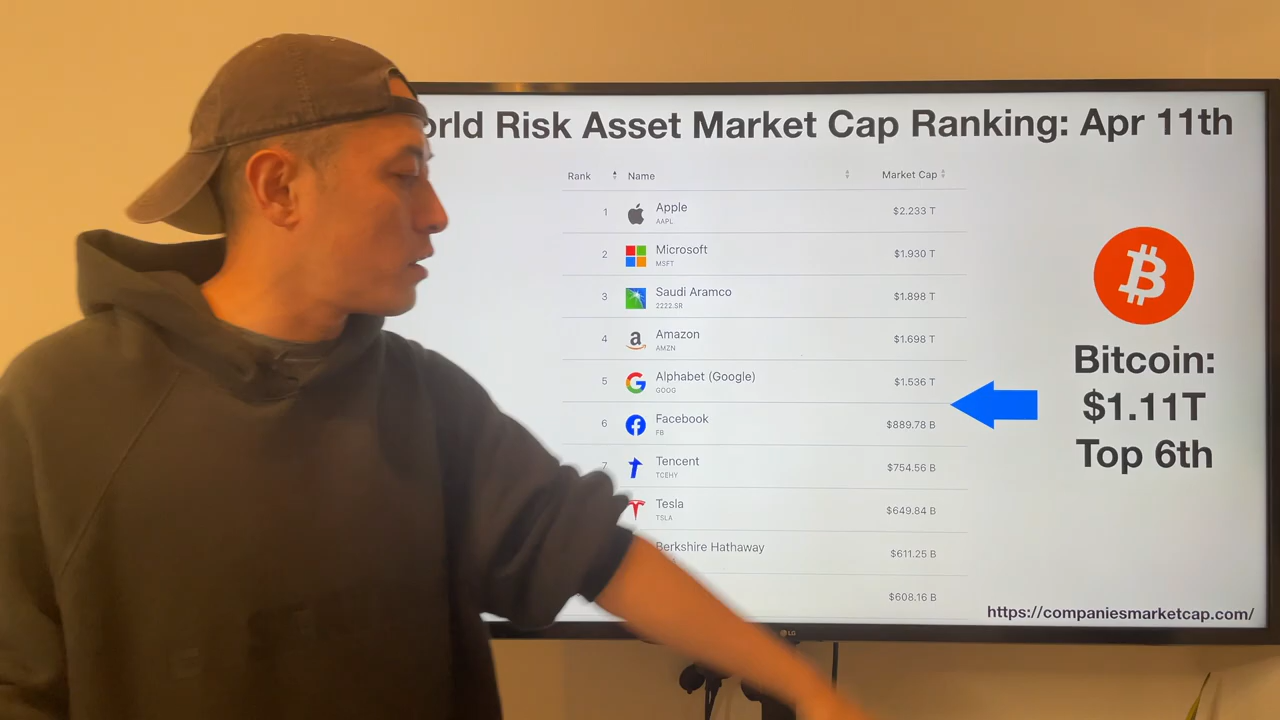 orld Risk Asset Market Cap Ranking: Apr 11th
Rank Name Market Cap
1 Apple $2.233 T
AAPL
2 Microsoft $1.930 T
MSFT
3 Saudi Aramco $1.898 T
2222.SR
4 Amazon $1.698 T
AMZN
5 Alphabet (Google) $1.536 T
GOOG
6 Facebook $889.78 B
FB
7 Tencent $754.56 B
TCEHY
Tesla $649.84 B
TSLA
Berkshire Hathaway $611.25 B
$608.16 B
Bitcoin:
$1.11T
Top 6th
https://companiesmarketcap.com/
LG